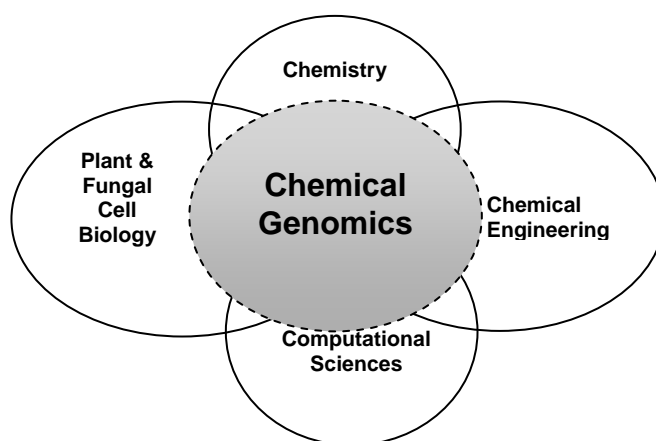 Chemistry
Plant &
Fungal
Cell
Biology
Chemical
Genomics
Chemical
Engineering
Computational
Sciences